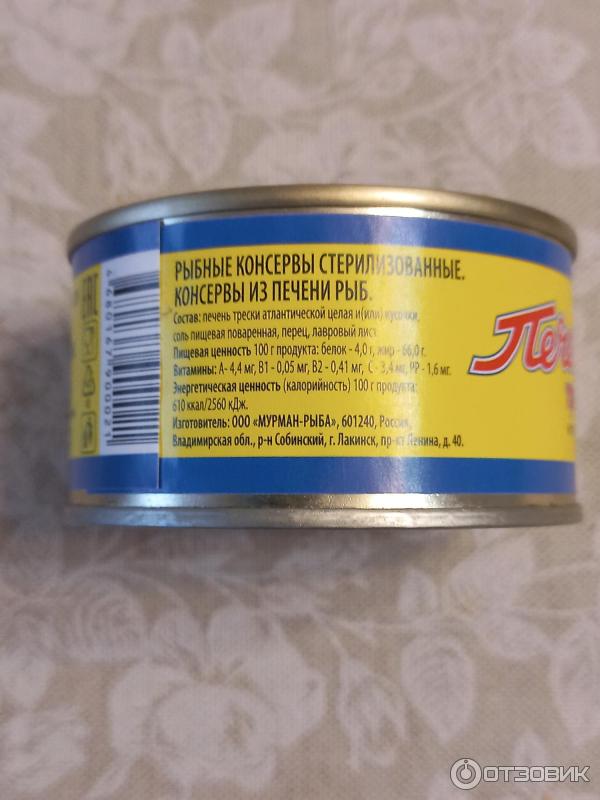 РЫБНЫЕ КОНСЕРВЫ СТЕРИЛИЗОВАННЫЕ.
КОНСЕРВЫ ИЗ ПЕЧЕНИ РЫБ.
Состав: печень трески атлантической целая и(или) кусочки,
соль пищевая поваренная, перец, лавровый лист.
Пищевая ценность 100 г продукта: белок - 4,0 г, жир - 66,0 г.
Витамины: А- 4,4 мг, В1 - 0,05 мг, В2 - 0,41 мг, С - 3,4 мг, РР - 1,6 мг.
Энергетическая ценность (калорийность) 100 г продукта:
610 ккал/2560 кДж.
Изготовитель: ООО «МУРМАН-РЫБА», 601240, Россия,
Владимирская обл., р-н Собинский, г. Лакинск, пр-кт Ленина, д. 40.
EAC
Пече
ОТЗОВИК